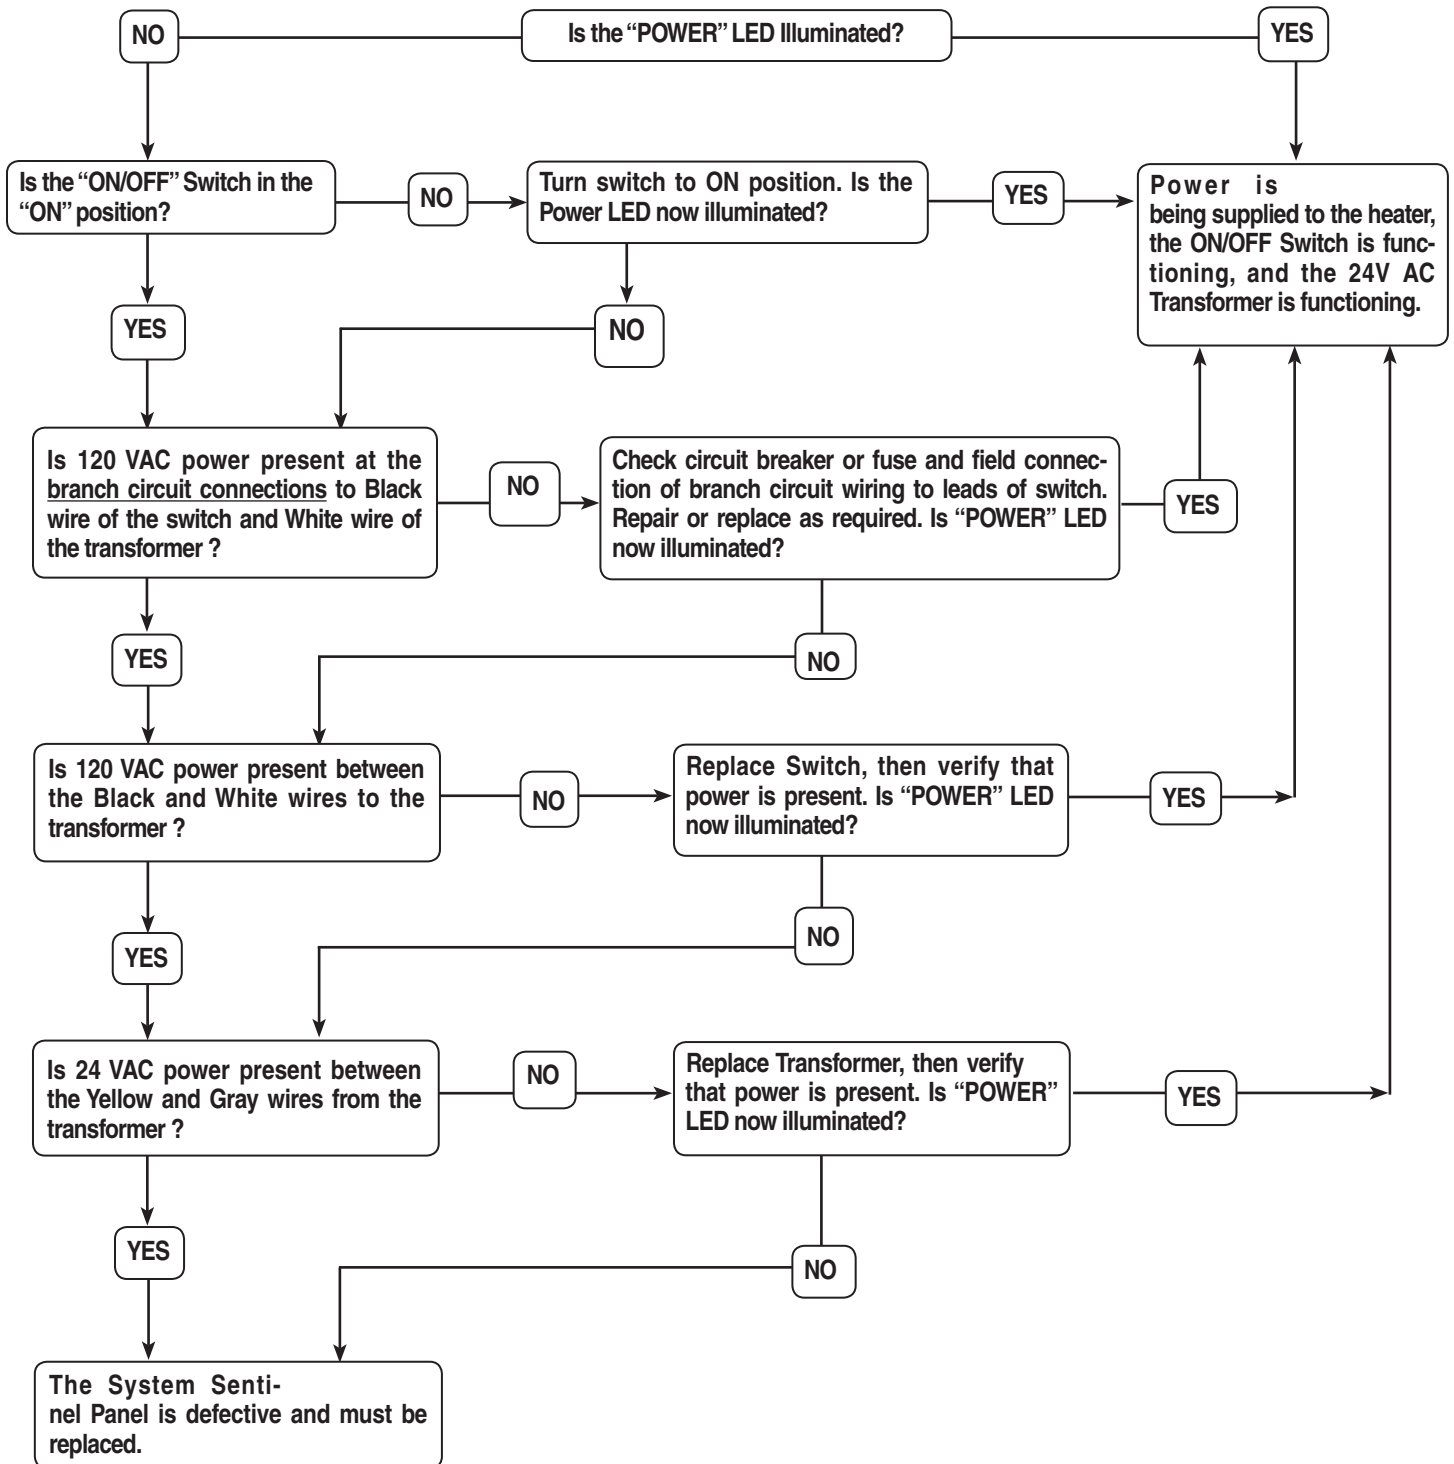 NO
Is the “POWER” LED Illuminated?
YES
Is the “ON/OFF” Switch in the
“ON” position?
NO
Turn switch to ON position. Is the
Power LED now illuminated?
YES
Power is
being supplied to the heater,
the ON/OFF Switch is func-
tioning, and the 24V AC
Transformer is functioning.
YES
NO
Is 120 VAC power present at the
branch circuit connections to Black
wire of the switch and White wire of
the transformer ?
NO
Check circuit breaker or fuse and field connec-
tion of branch circuit wiring to leads of switch.
Repair or replace as required. Is “POWER” LED
now illuminated?
YES
YES
NO
Is 120 VAC power present between
the Black and White wires to the
transformer ?
NO
Replace Switch, then verify that
power is present. Is “POWER” LED
now illuminated?
YES
YES
NO
Is 24 VAC power present between
the Yellow and Gray wires from the
transformer ?
NO
Replace Transformer, then verify
that power is present. Is “POWER”
LED now illuminated?
YES
YES
NO
The System Senti-
nel Panel is defective and must be
replaced.